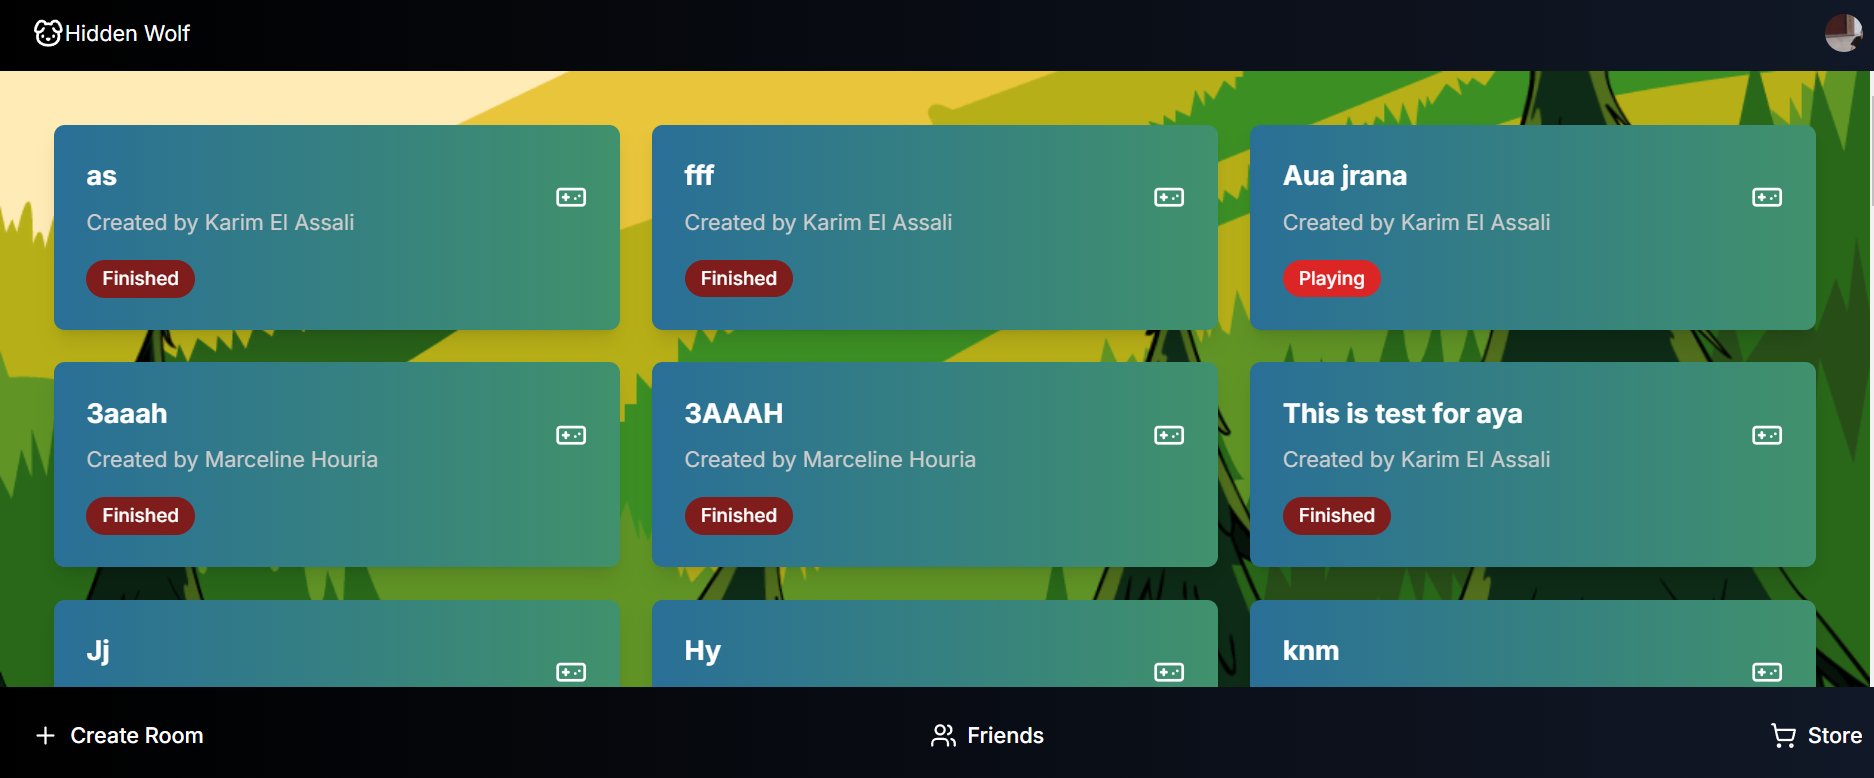 Hidden Wolf
as
Created by Karim El Assali
Finished
fff
Created by Karim El Assali
Finished
Aua jrana
Created by Karim El Assali
Playing
3aaah
Created by Marceline Houria
Finished
3AAAH
Created by Marceline Houria
Finished
This is test for aya
Created by Karim El Assali
Finished
Jj
Hy
knm
Create Room
Friends
Store